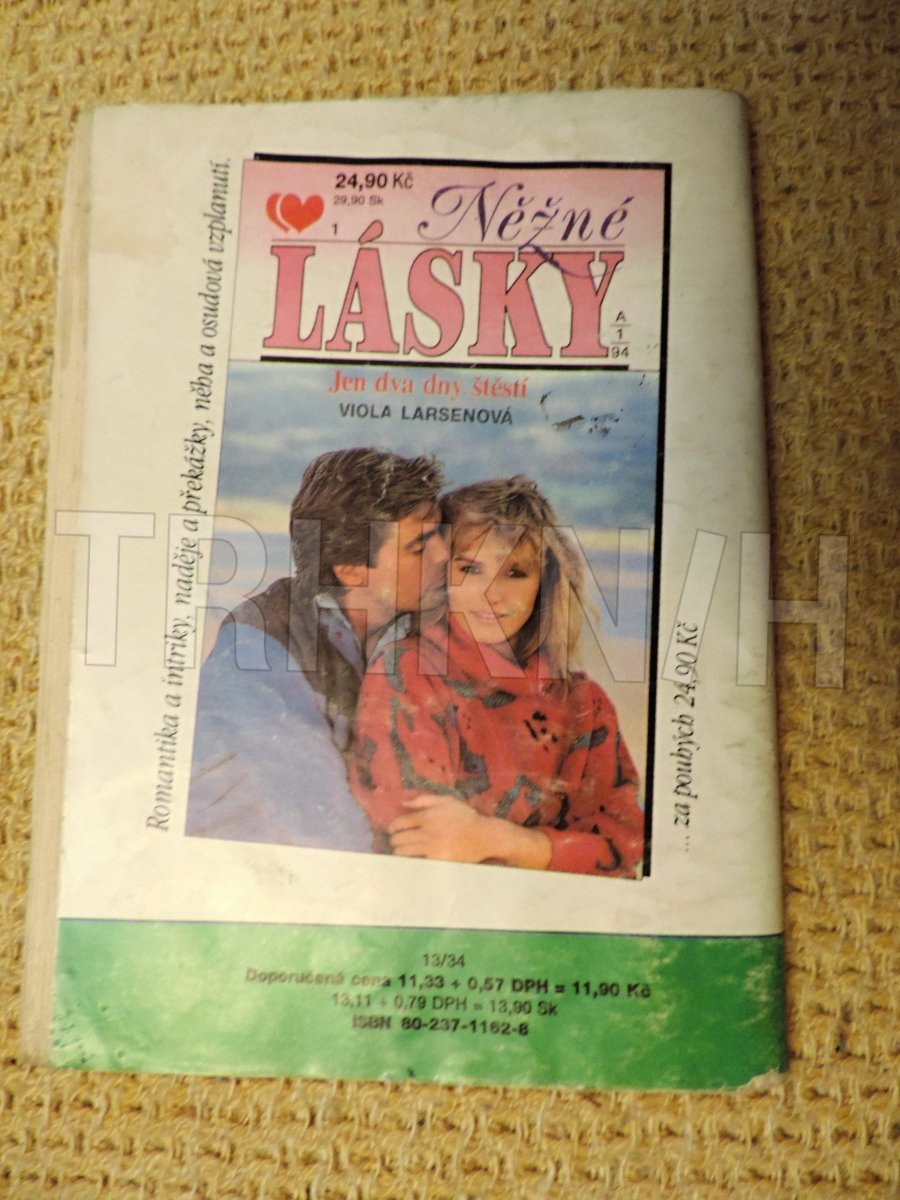 Romantika a intriky, naděje a překážky, něha a osudová vzplanutí.
24,90 Kč
29,90 Sk
1
Něžné
LÁSKY
A
1
94
Jen dva dny štěstí
VIOLA LARSENOVÁ
... za pouhých 24,90 Kč
TRHKNIH
13/34
Doporučená cena 11,33 + 0,57 DPH = 11,90 Kč
13,11 + 0,79 DPH = 13,90 Sk
ISBN 80-237-1162-8